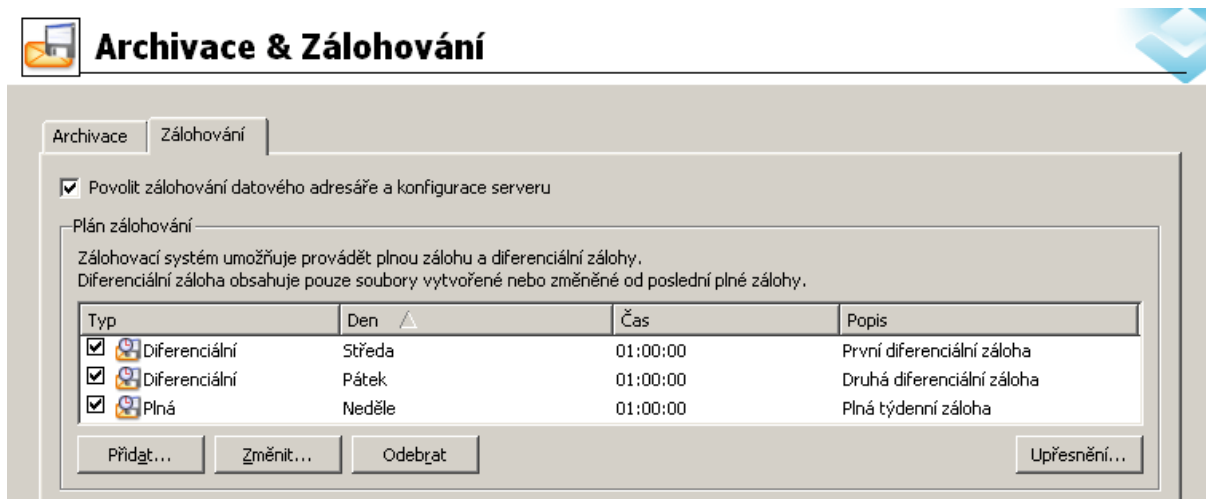 Archivace & Zálohování
Archivace Zálohování
Povolit zálohování datového adresáře a konfigurace serveru
Plán zálohování
Zálohovací systém umožňuje provádět plnou zálohu a diferenciální zálohy.
Diferenciální záloha obsahuje pouze soubory vytvořené nebo změněné od poslední plné zálohy.
Typ Den Čas Popis
Diferenciální Středa 01:00:00 První diferenciální záloha
Diferenciální Pátek 01:00:00 Druhá diferenciální záloha
Plná Neděle 01:00:00 Plná týdenní záloha
Přidat... Změnit... Odebrat Upřesnění...